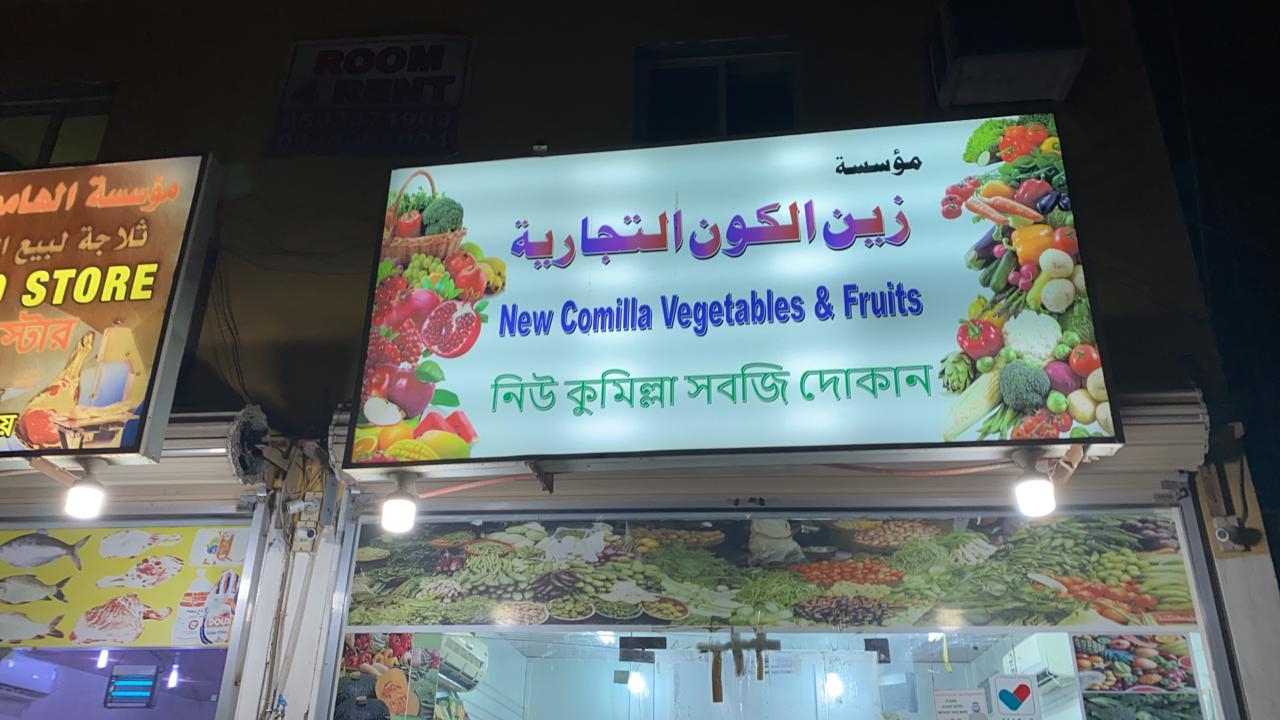 ROOM
4 RENT
مؤسسة
زين الكون التجارية
New Comilla Vegetables & Fruits
নিউ কুমিল্লা সবজি দোকান
مؤسسة
ثلاجة لبيع
STORE
স্টার